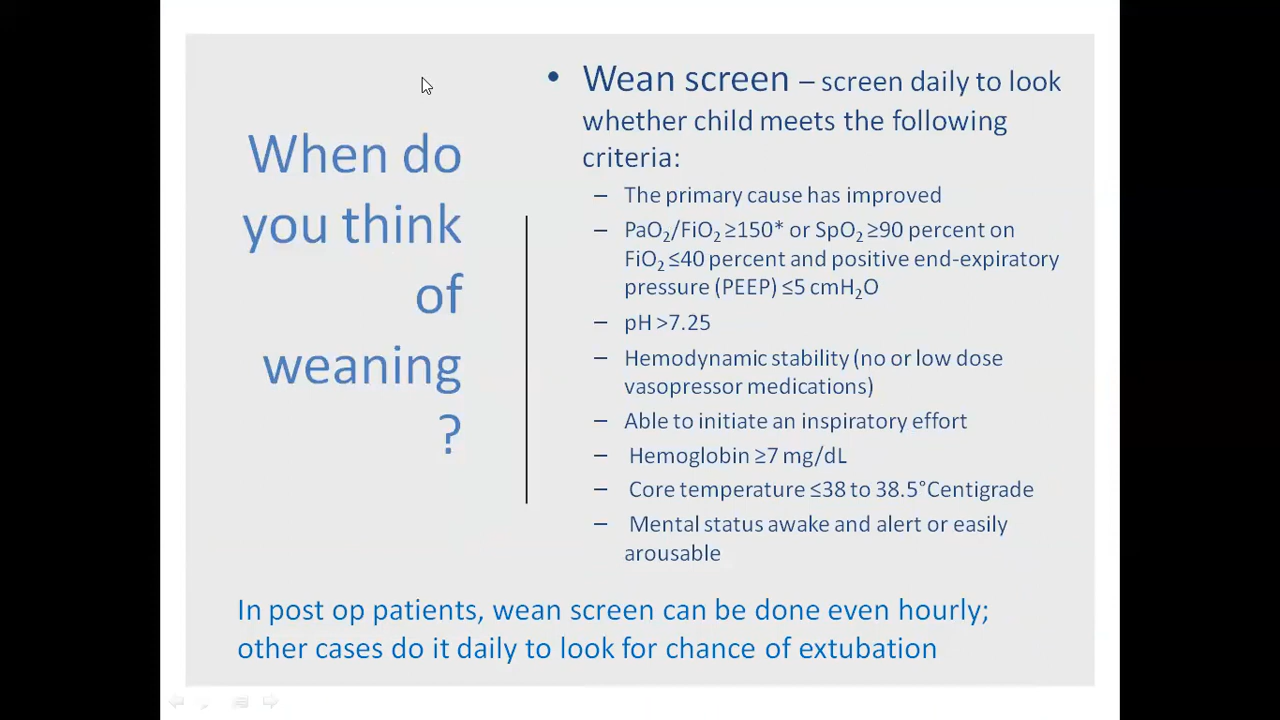 When do
you think
of
weaning
?
• Wean screen – screen daily to look
whether child meets the following
criteria:
– The primary cause has improved
– PaO₂/FiO₂ ≥150* or SpO₂ ≥90 percent on
FiO₂ ≤40 percent and positive end-expiratory
pressure (PEEP) ≤5 cmH₂O
– pH >7.25
– Hemodynamic stability (no or low dose
vasopressor medications)
– Able to initiate an inspiratory effort
– Hemoglobin ≥7 mg/dL
– Core temperature ≤38 to 38.5°Centigrade
– Mental status awake and alert or easily
arousable
In post op patients, wean screen can be done even hourly;
other cases do it daily to look for chance of extubation